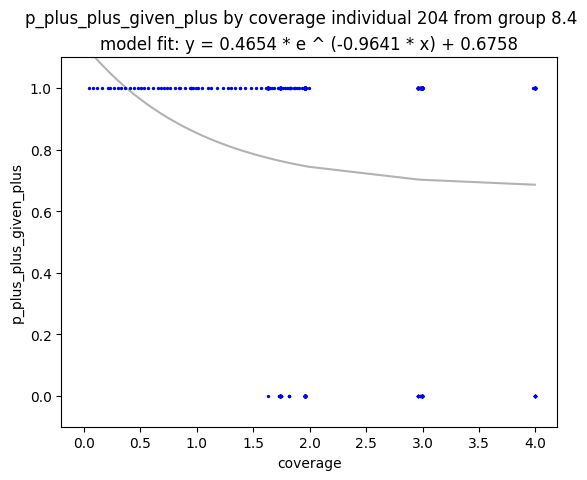 p_plus_plus_given_plus by coverage individual 204 from group 8.4
model fit: y = 0.4654 * e ^ (-0.9641 * x) + 0.6758
1.0
0.8
0.6
0.4
0.2
0.0
p_plus_plus_given_plus
0.0 0.5 1.0 1.5 2.0 2.5 3.0 3.5 4.0
coverage